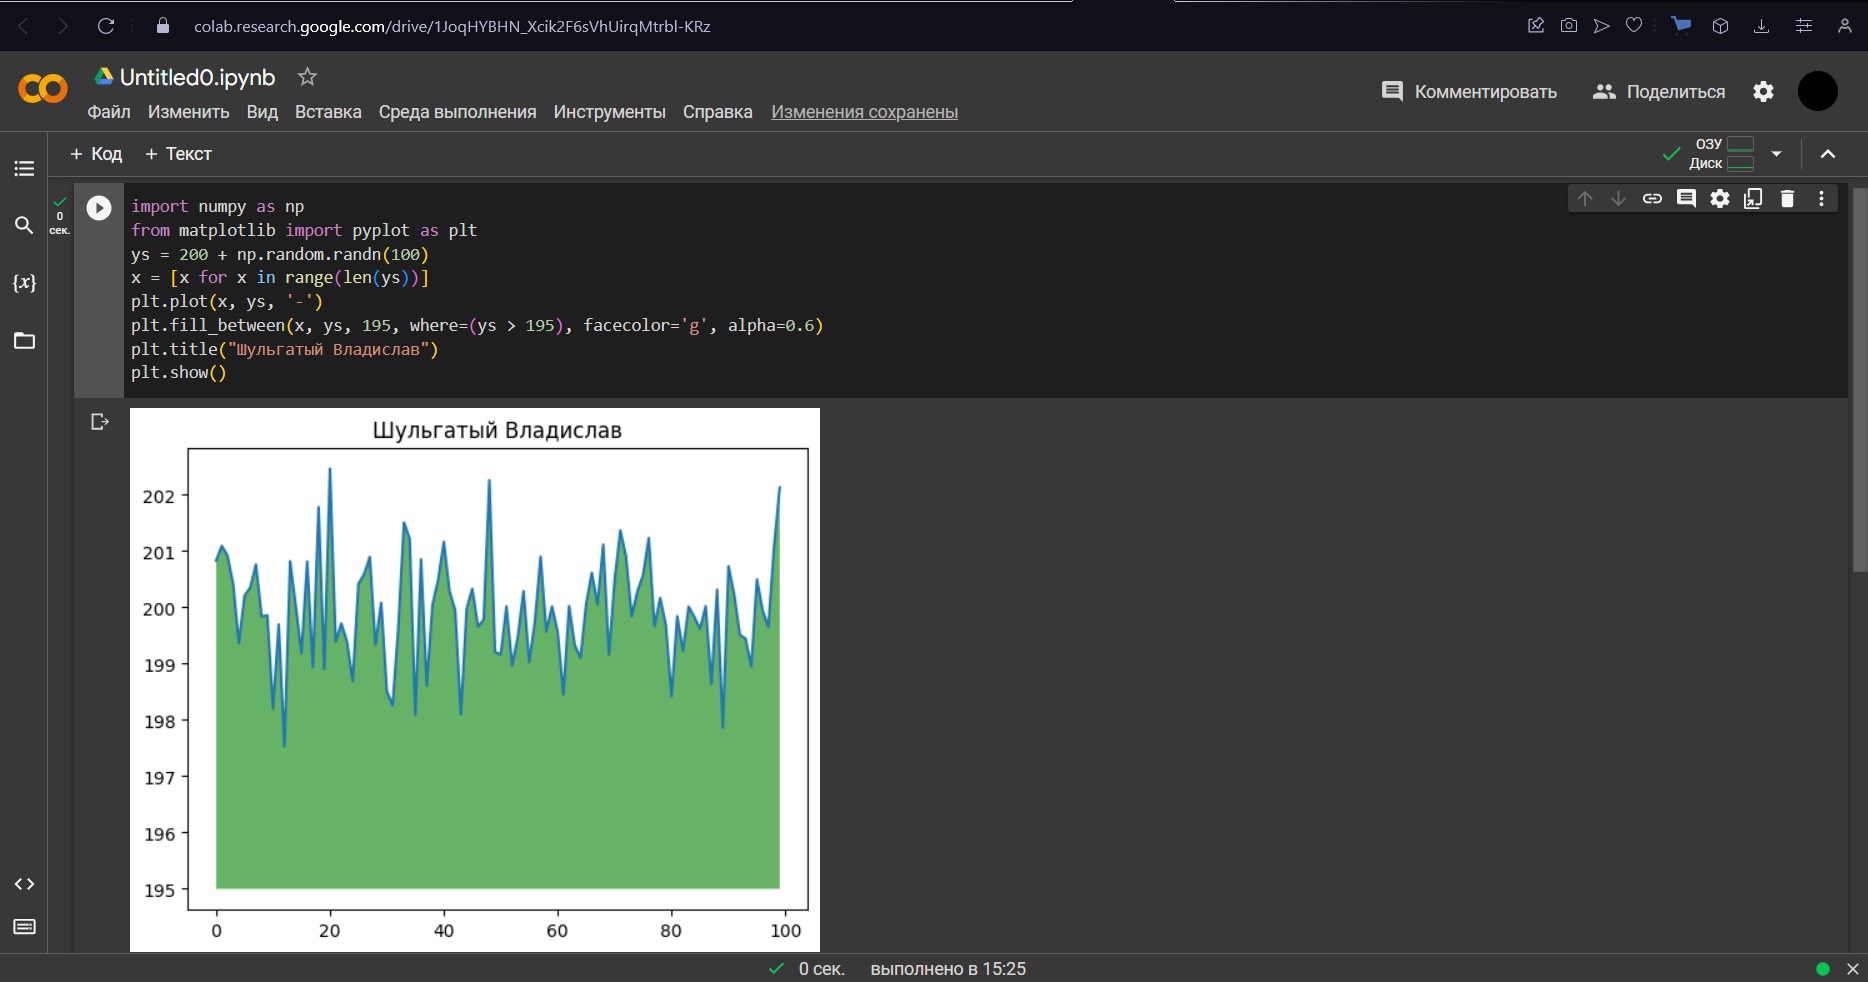 colab.research.google.com/drive/1JoqHYBHN_Xcik2F6sVhUirqMtrbl-KRz
Untitled0.ipynb
Комментировать Поделиться
Файл Изменить Вид Вставка Среда выполнения Инструменты Справка Изменения сохранены
+ Код + Текст
ОЗУ
Диск
0
сек.
import numpy as np
from matplotlib import pyplot as plt
ys = 200 + np.random.randn(100)
x = [x for x in range(len(ys))]
plt.plot(x, ys, '-')
plt.fill_between(x, ys, 195, where=(ys > 195), facecolor='g', alpha=0.6)
plt.title("Шульгатый Владислав")
plt.show()
{x}
Шульгатый Владислав
202
201
200
199
198
197
196
195
0 20 40 60 80 100
0 сек. выполнено в 15:25